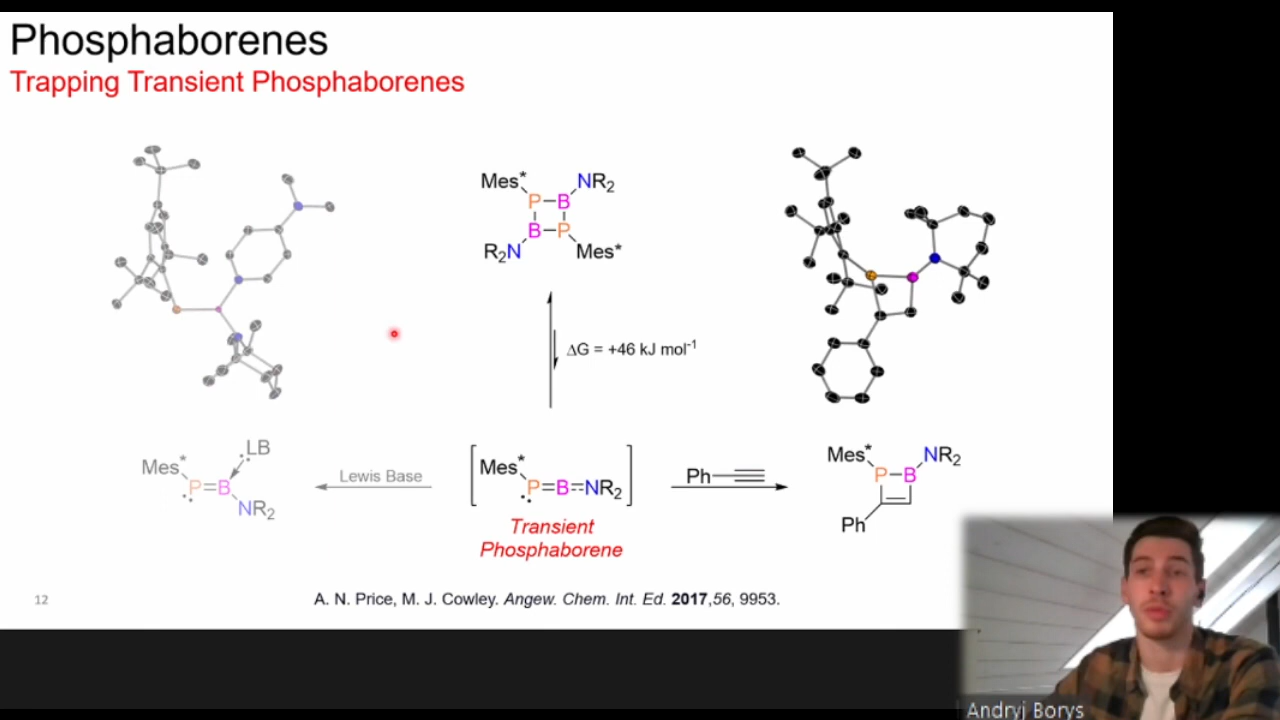 Phosphaborenes
Trapping Transient Phosphaborenes
Mes* NR2
P–B
B–P
R2N Mes*
ΔG = +46 kJ mol-1
Mes* :LB
P=B
NR2
Lewis Base
Mes*
P=B=NR2
Transient
Phosphaborene
Ph
Mes* NR2
P–B
Ph
12
A. N. Price, M. J. Cowley. Angew. Chem. Int. Ed. 2017,56, 9953.
Andryj Borys